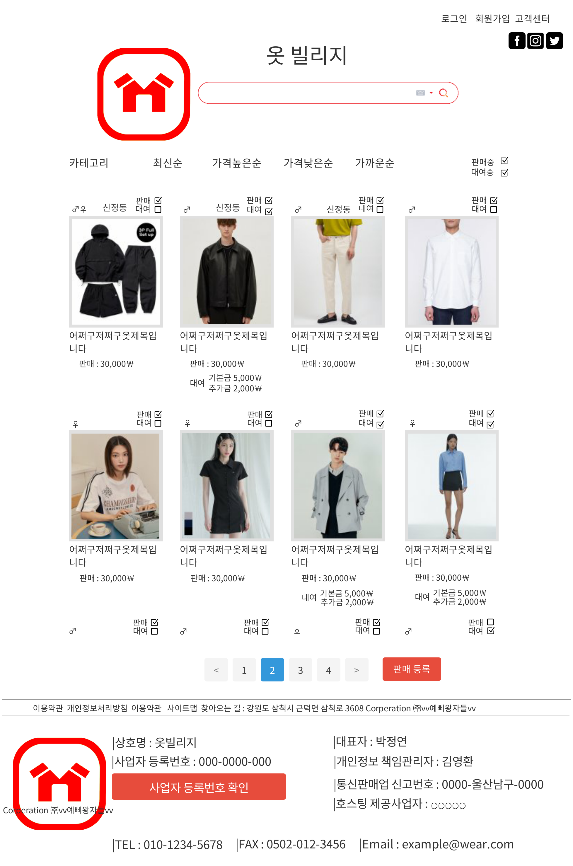 로그인 회원가입 고객센터
옷 빌리지
카테고리 최신순 가격높은순 가격낮은순 가까운순 판매중
대여중
♂♀ 신정동 판매
대여
♂ 신정동 판매
대여
♂ 신정동 판매
대여
♂ 판매
대여
3P Full Set up
어쩌구저쩌구옷제목입니다
판매 : 30,000₩
어쩌구저쩌구옷제목입니다
판매 : 30,000₩
대여 기본금 5,000₩
추가금 2,000₩
어쩌구저쩌구옷제목입니다
판매 : 30,000₩
어쩌구저쩌구옷제목입니다
판매 : 30,000₩
♀ 판매
대여
♀ 판매
대여
♂ 판매
대여
♀ 판매
대여
어쩌구저쩌구옷제목입니다
판매 : 30,000₩
어쩌구저쩌구옷제목입니다
판매 : 30,000₩
어쩌구저쩌구옷제목입니다
판매 : 30,000₩
대여 기본금 5,000₩
추가금 2,000₩
어쩌구저쩌구옷제목입니다
판매 : 30,000₩
대여 기본금 5,000₩
추가금 2,000₩
♂ 판매
대여
♂ 판매
대여
판매
대여
♂ 판매
대여
< 1 2 3 4 > 판매 등록
이용약관 개인정보처리방침 이용약관 사이트맵 찾아오는 길 : 강원도 삼척시 근덕면 삼척로 3608 Corperation ㈜vv예뻐왕자들vv
|상호명 : 옷빌리지
|사업자 등록번호 : 000-0000-000
사업자 등록번호 확인
|대표자 : 박정연
|개인정보 책임관리자 : 김영환
|통신판매업 신고번호 : 0000-울산남구-0000
|호스팅 제공사업자 : ○○○○○
Corperation ㈜vv예뻐왕자들vv
|TEL : 010-1234-5678 |FAX : 0502-012-3456 |Email : example@wear.com